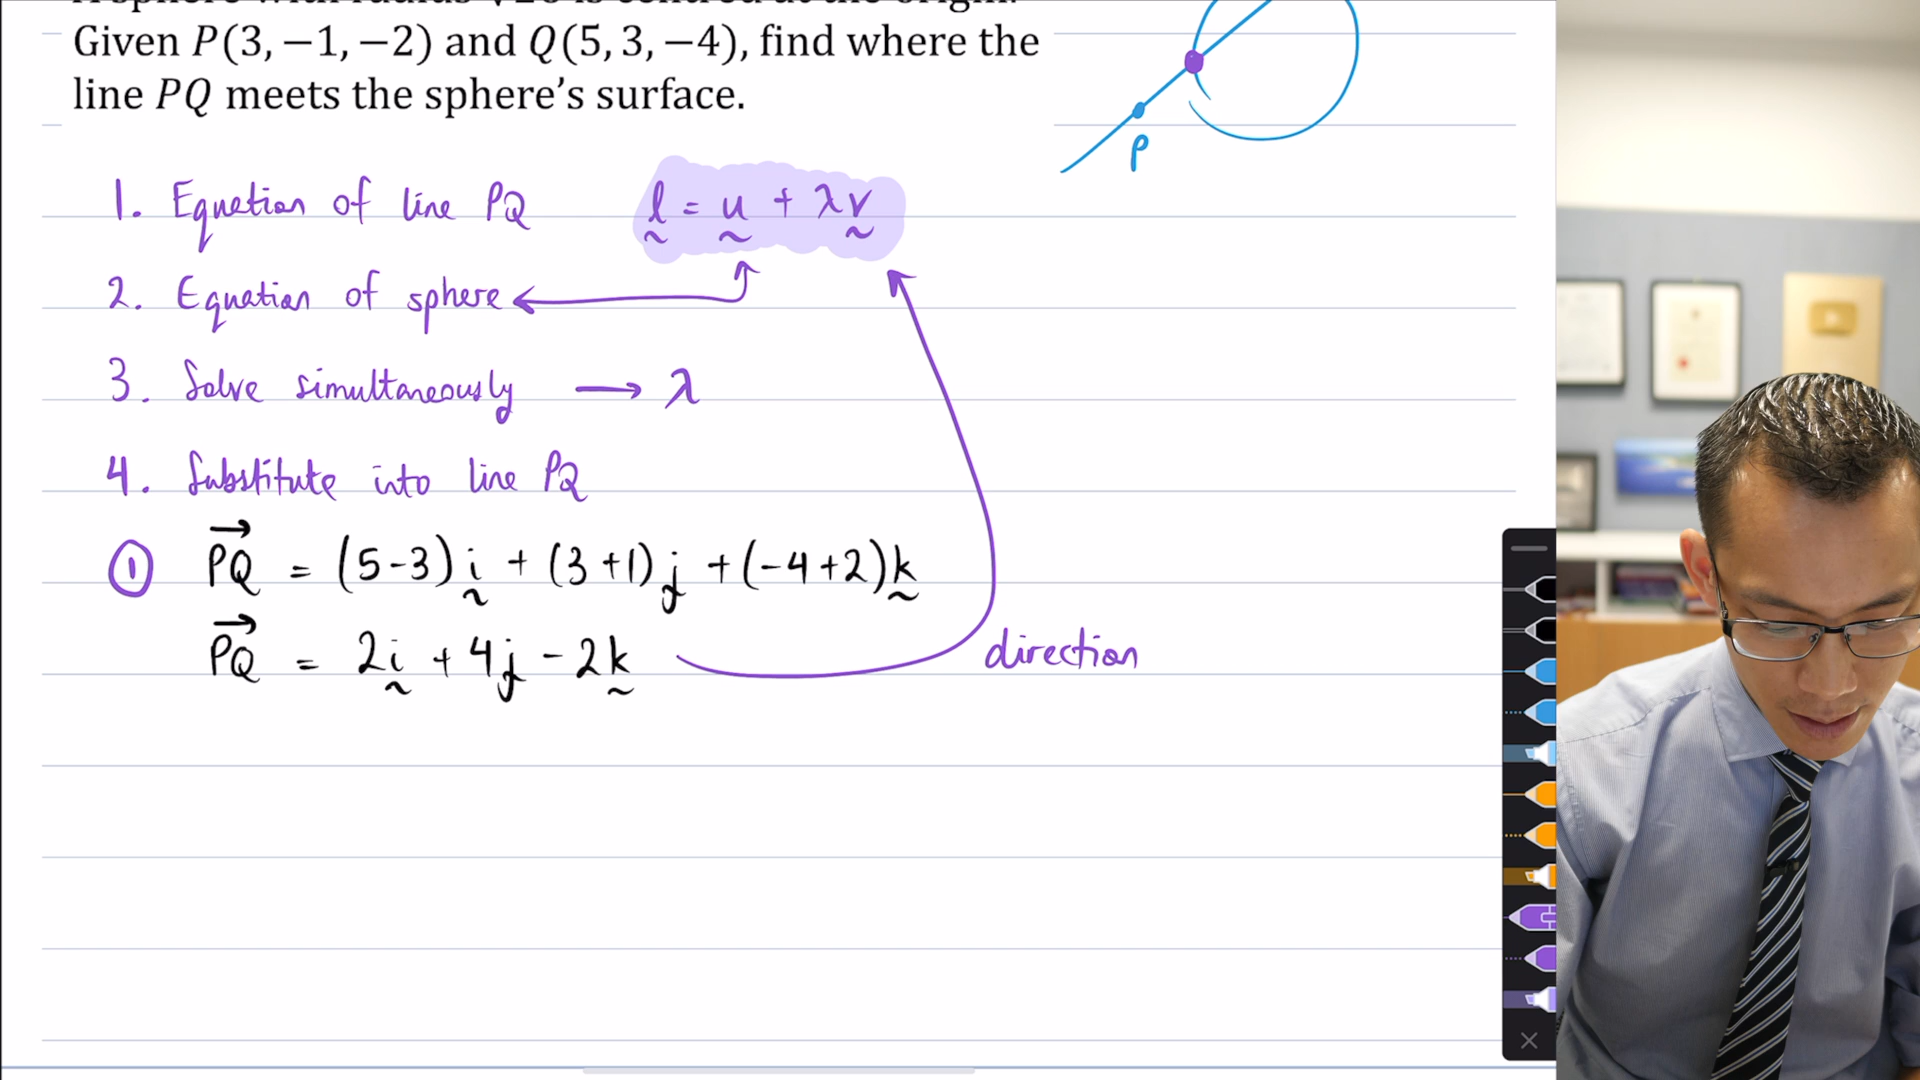 Given P(3, −1, −2) and Q(5, 3, −4), find where the
line PQ meets the sphere's surface.
P
1. Equation of line PQ l = u + λv
2. Equation of sphere
3. Solve simultaneously → λ
4. Substitute into line PQ
① PQ = (5-3)i + (3+1)j + (-4+2)k
PQ = 2i + 4j - 2k direction